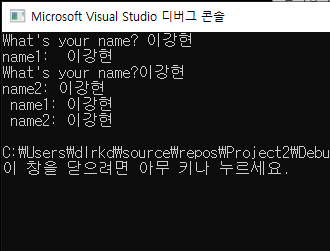 Microsoft Visual Studio 디버그 콘솔
What's your name? 이강현
name1:  이강현
What's your name?이강현
name2: 이강현
 name1: 이강현
 name2: 이강현
C:₩Users₩dlrkd₩source₩repos₩Project2₩Debu
이 창을 닫으려면 아무 키나 누르세요.